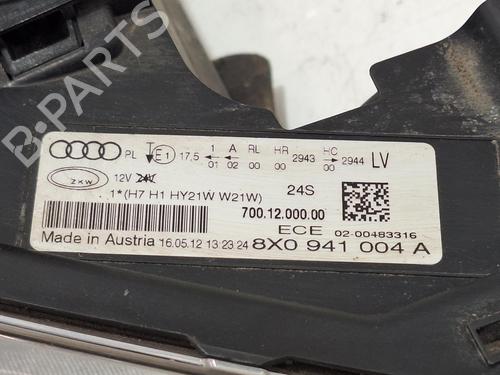 PL E1 17,5 1 A RL HR 2943 HC 2944 LV
01 02 00 00 00
ZKW 12V 24V
1*(H7 H1 HY21W W21W) 24S
700.12.000.00
ECE 02-00483316
Made in Austria 16.05.12 13:23:24 8X0 941 004 A
B-PARTS